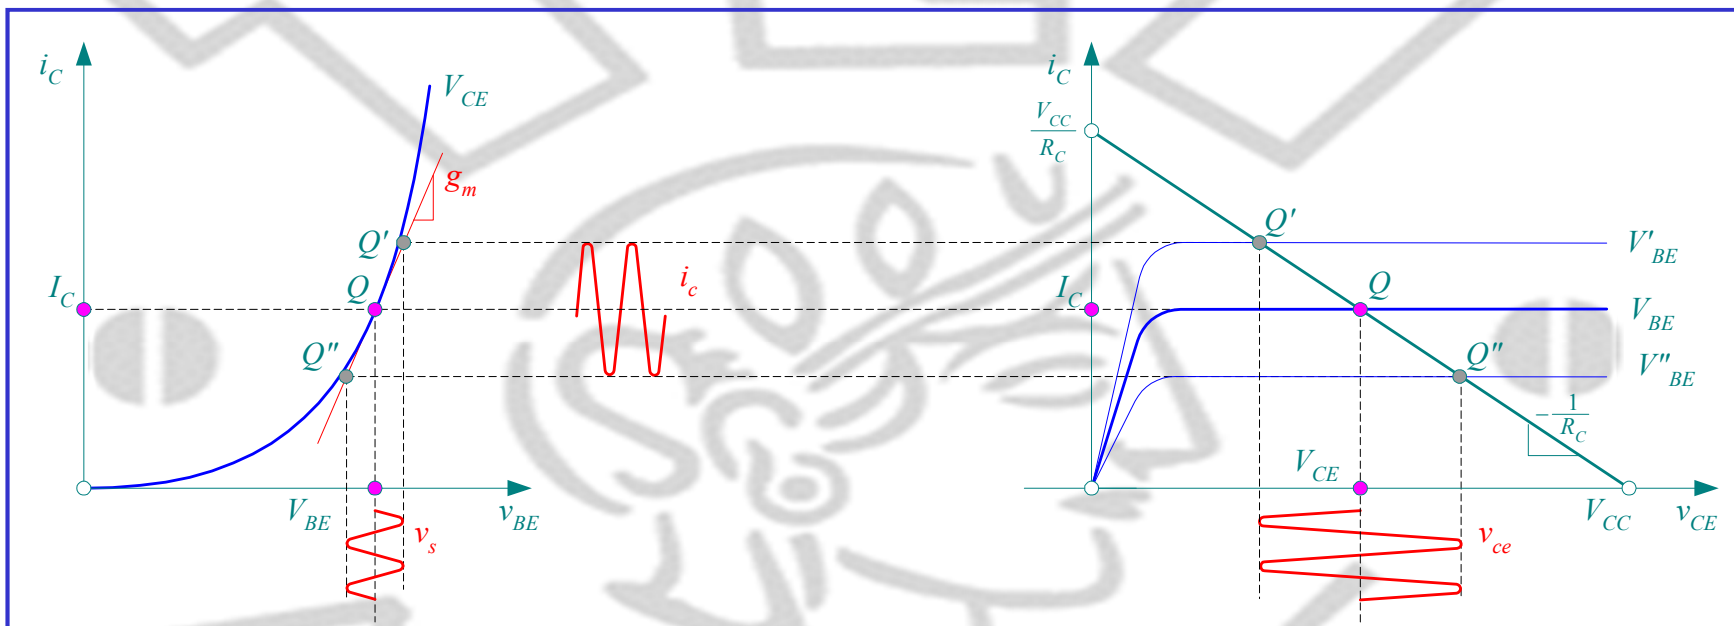 i_C
V_CE
g_m
Q'
Q
I_C
Q"
V_BE
v_BE
v_s
i_c
i_C
V_CC
R_C
Q'
V'_BE
I_C
Q
V_BE
Q"
V"_BE
-1
R_C
V_CE
V_CC
v_CE
v_ce